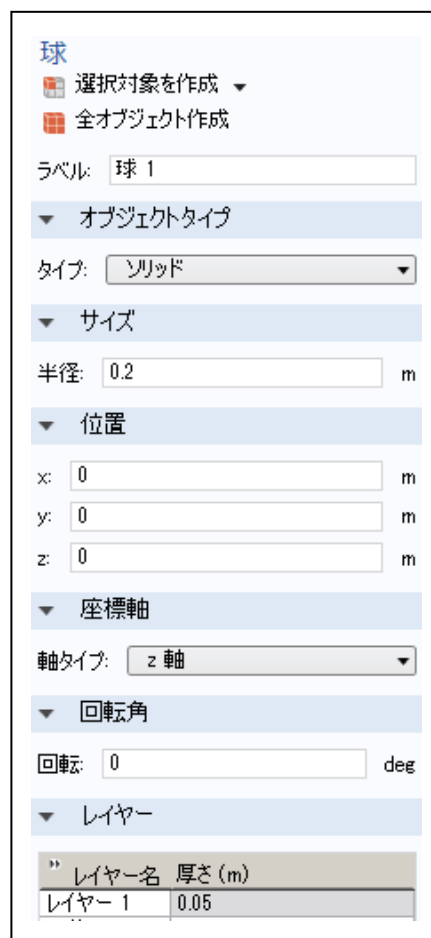 球
選択対象を作成
全オブジェクト作成
ラベル: 球 1
オブジェクトタイプ
タイプ: ソリッド
サイズ
半径: 0.2 m
位置
x: 0 m
y: 0 m
z: 0 m
座標軸
軸タイプ: z 軸
回転角
回転: 0 deg
レイヤー
” レイヤー名 厚さ (m)
レイヤー 1 0.05